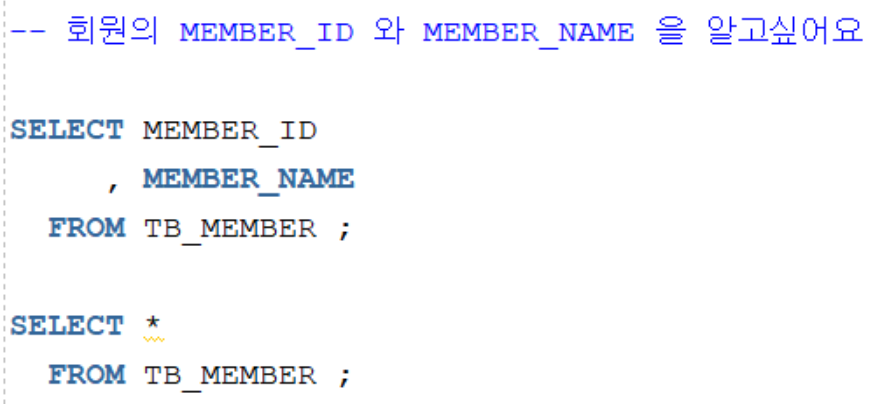 -- 회원의 MEMBER_ID 와 MEMBER_NAME 을 알고싶어요
SELECT MEMBER_ID
, MEMBER_NAME
FROM TB_MEMBER ;
SELECT *
FROM TB_MEMBER ;